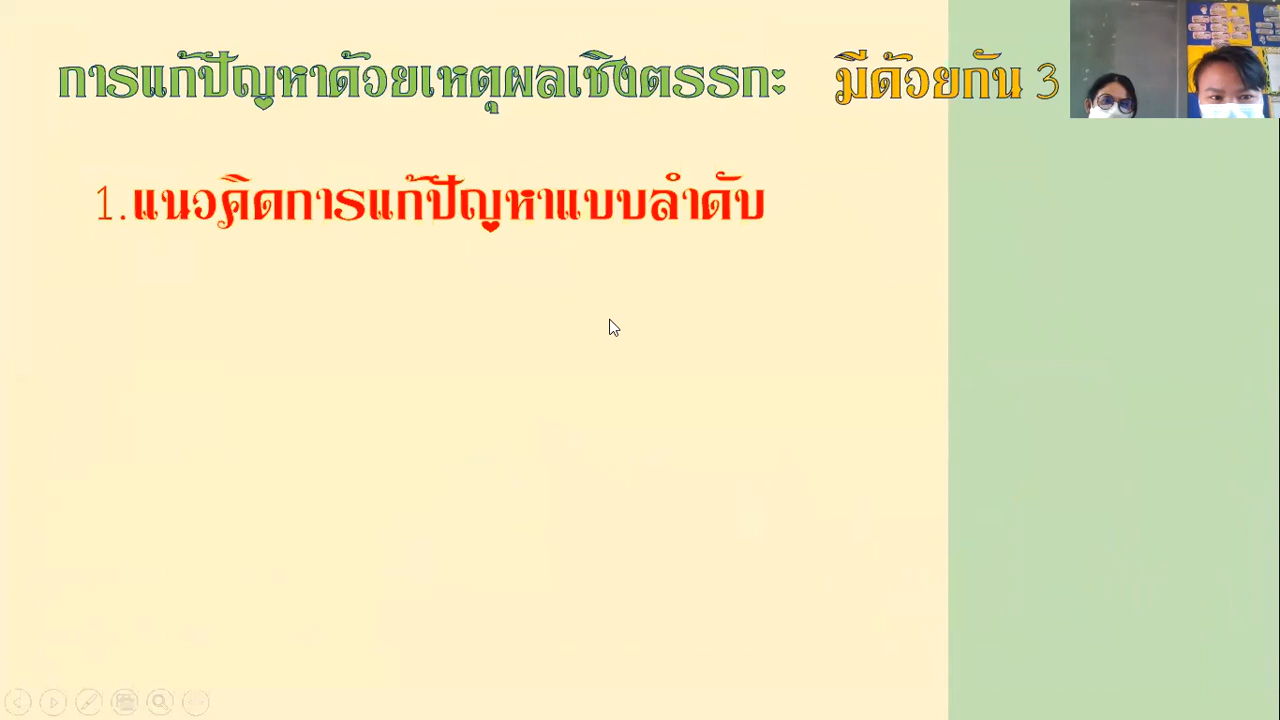 การแก้ปัญหาด้วยเหตุผลเชิงตรรกะ มีด้วยกัน 3
1.แนวคิดการแก้ปัญหาแบบลำดับ